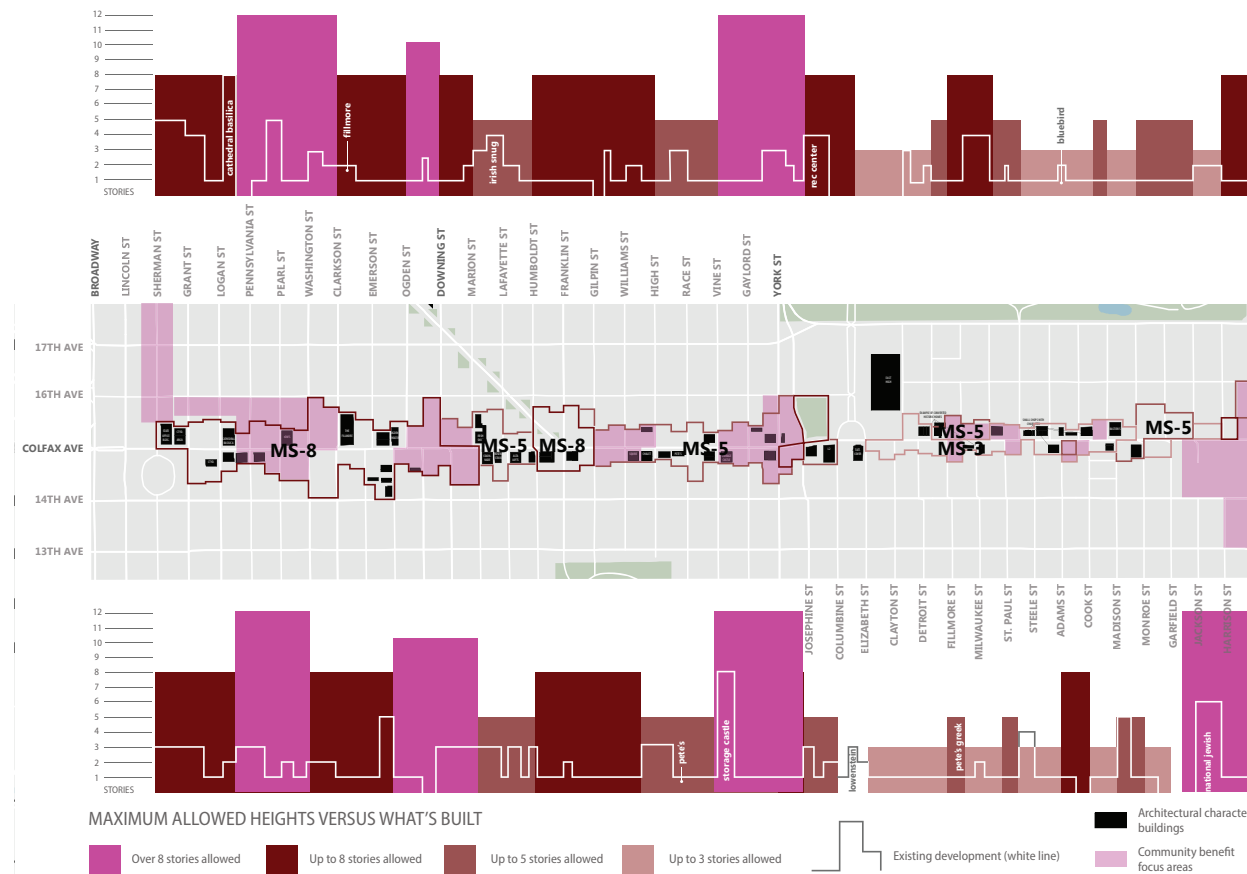 12
11
10
9
8
7
6
5
4
3
2
1
STORIES
cathedral basilica
fillmore
irish snug
rec center
bluebird
BROADWAY
LINCOLN ST
SHERMAN ST
GRANT ST
LOGAN ST
PENNSYLVANIA ST
PEARL ST
WASHINGTON ST
CLARKSON ST
EMERSON ST
OGDEN ST
DOWNING ST
MARION ST
LAFAYETTE ST
HUMBOLDT ST
FRANKLIN ST
GILPIN ST
WILLIAMS ST
HIGH ST
RACE ST
VINE ST
GAYLORD ST
YORK ST
17TH AVE
16TH AVE
COLFAX AVE
14TH AVE
13TH AVE
MS-8
MS-5
MS-8
MS-5
MS-5
MS-3
MS-5
JOSEPHINE ST
COLUMBINE ST
ELIZABETH ST
CLAYTON ST
DETROIT ST
FILLMORE ST
MILWAUKEE ST
ST. PAUL ST
STEELE ST
ADAMS ST
COOK ST
MADISON ST
MONROE ST
GARFIELD ST
JACKSON ST
HARRISON ST
12
11
10
9
8
7
6
5
4
3
2
1
STORIES
pete's
storage castle
lowenstein
pete's greek
national jewish
MAXIMUM ALLOWED HEIGHTS VERSUS WHAT'S BUILT
Over 8 stories allowed
Up to 8 stories allowed
Up to 5 stories allowed
Up to 3 stories allowed
Existing development (white line)
Architectural characte
buildings
Community benefit
focus areas